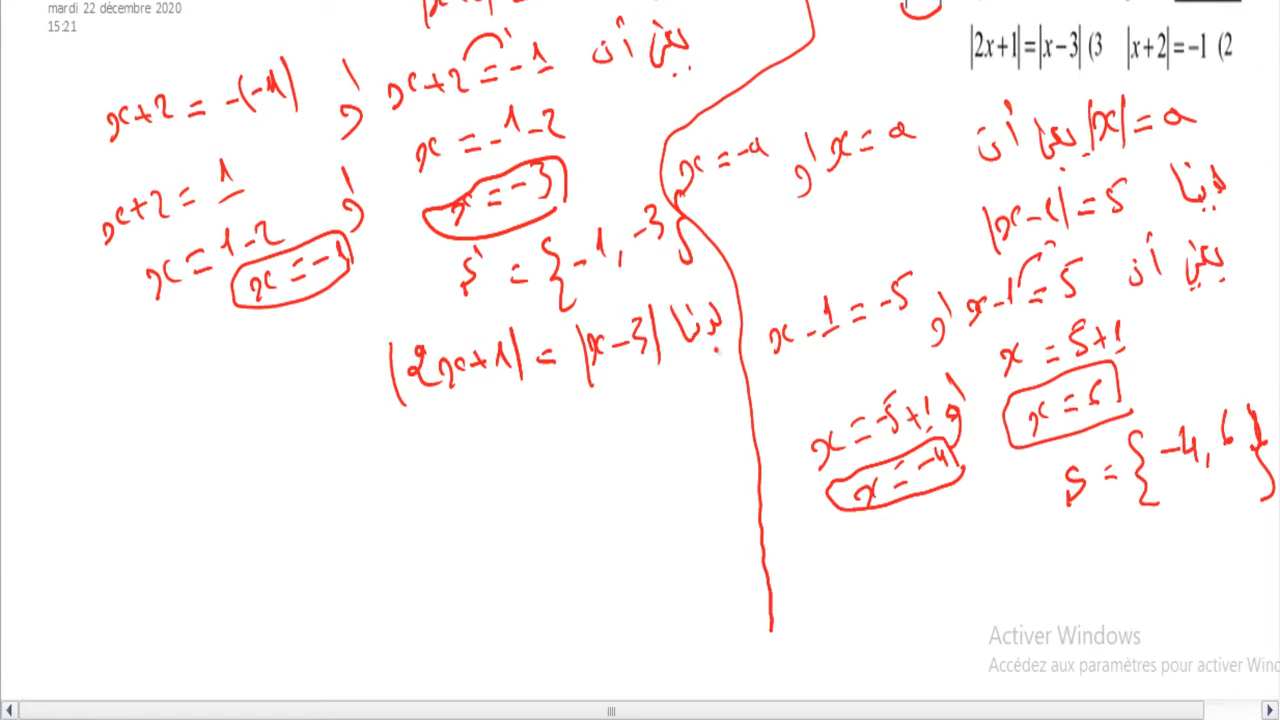 mardi 22 décembre 2020
15:21
|x+2|=-1 (2
|2x+1|=|x-3| (3
|x|=a يعني أن
x=a أو x=-a
لدينا
|x-1|=5
يعني أن
x-1=5 أو x-1=-5
x=5+1
x=6
أو
x=-5+1
x=-4
S={-4,6}
يعني أن
x+2=-1 أو x+2=-(-1)
x=-1-2
x=-3
أو
x+2=1
x=1-2
x=-1
S={-1,-3}
لدينا |2x+1|=|x-3|
Activer Windows
Accédez aux paramètres pour activer